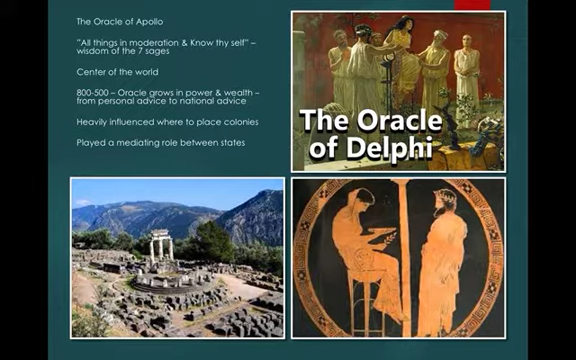 The Oracle of Apollo
"All things in moderation & Know thy self" –
wisdom of the 7 sages
Center of the world
800-500 – Oracle grows in power & wealth –
from personal advice to national advice
Heavily influenced where to place colonies
Played a mediating role between states
The Oracle
of Delphi